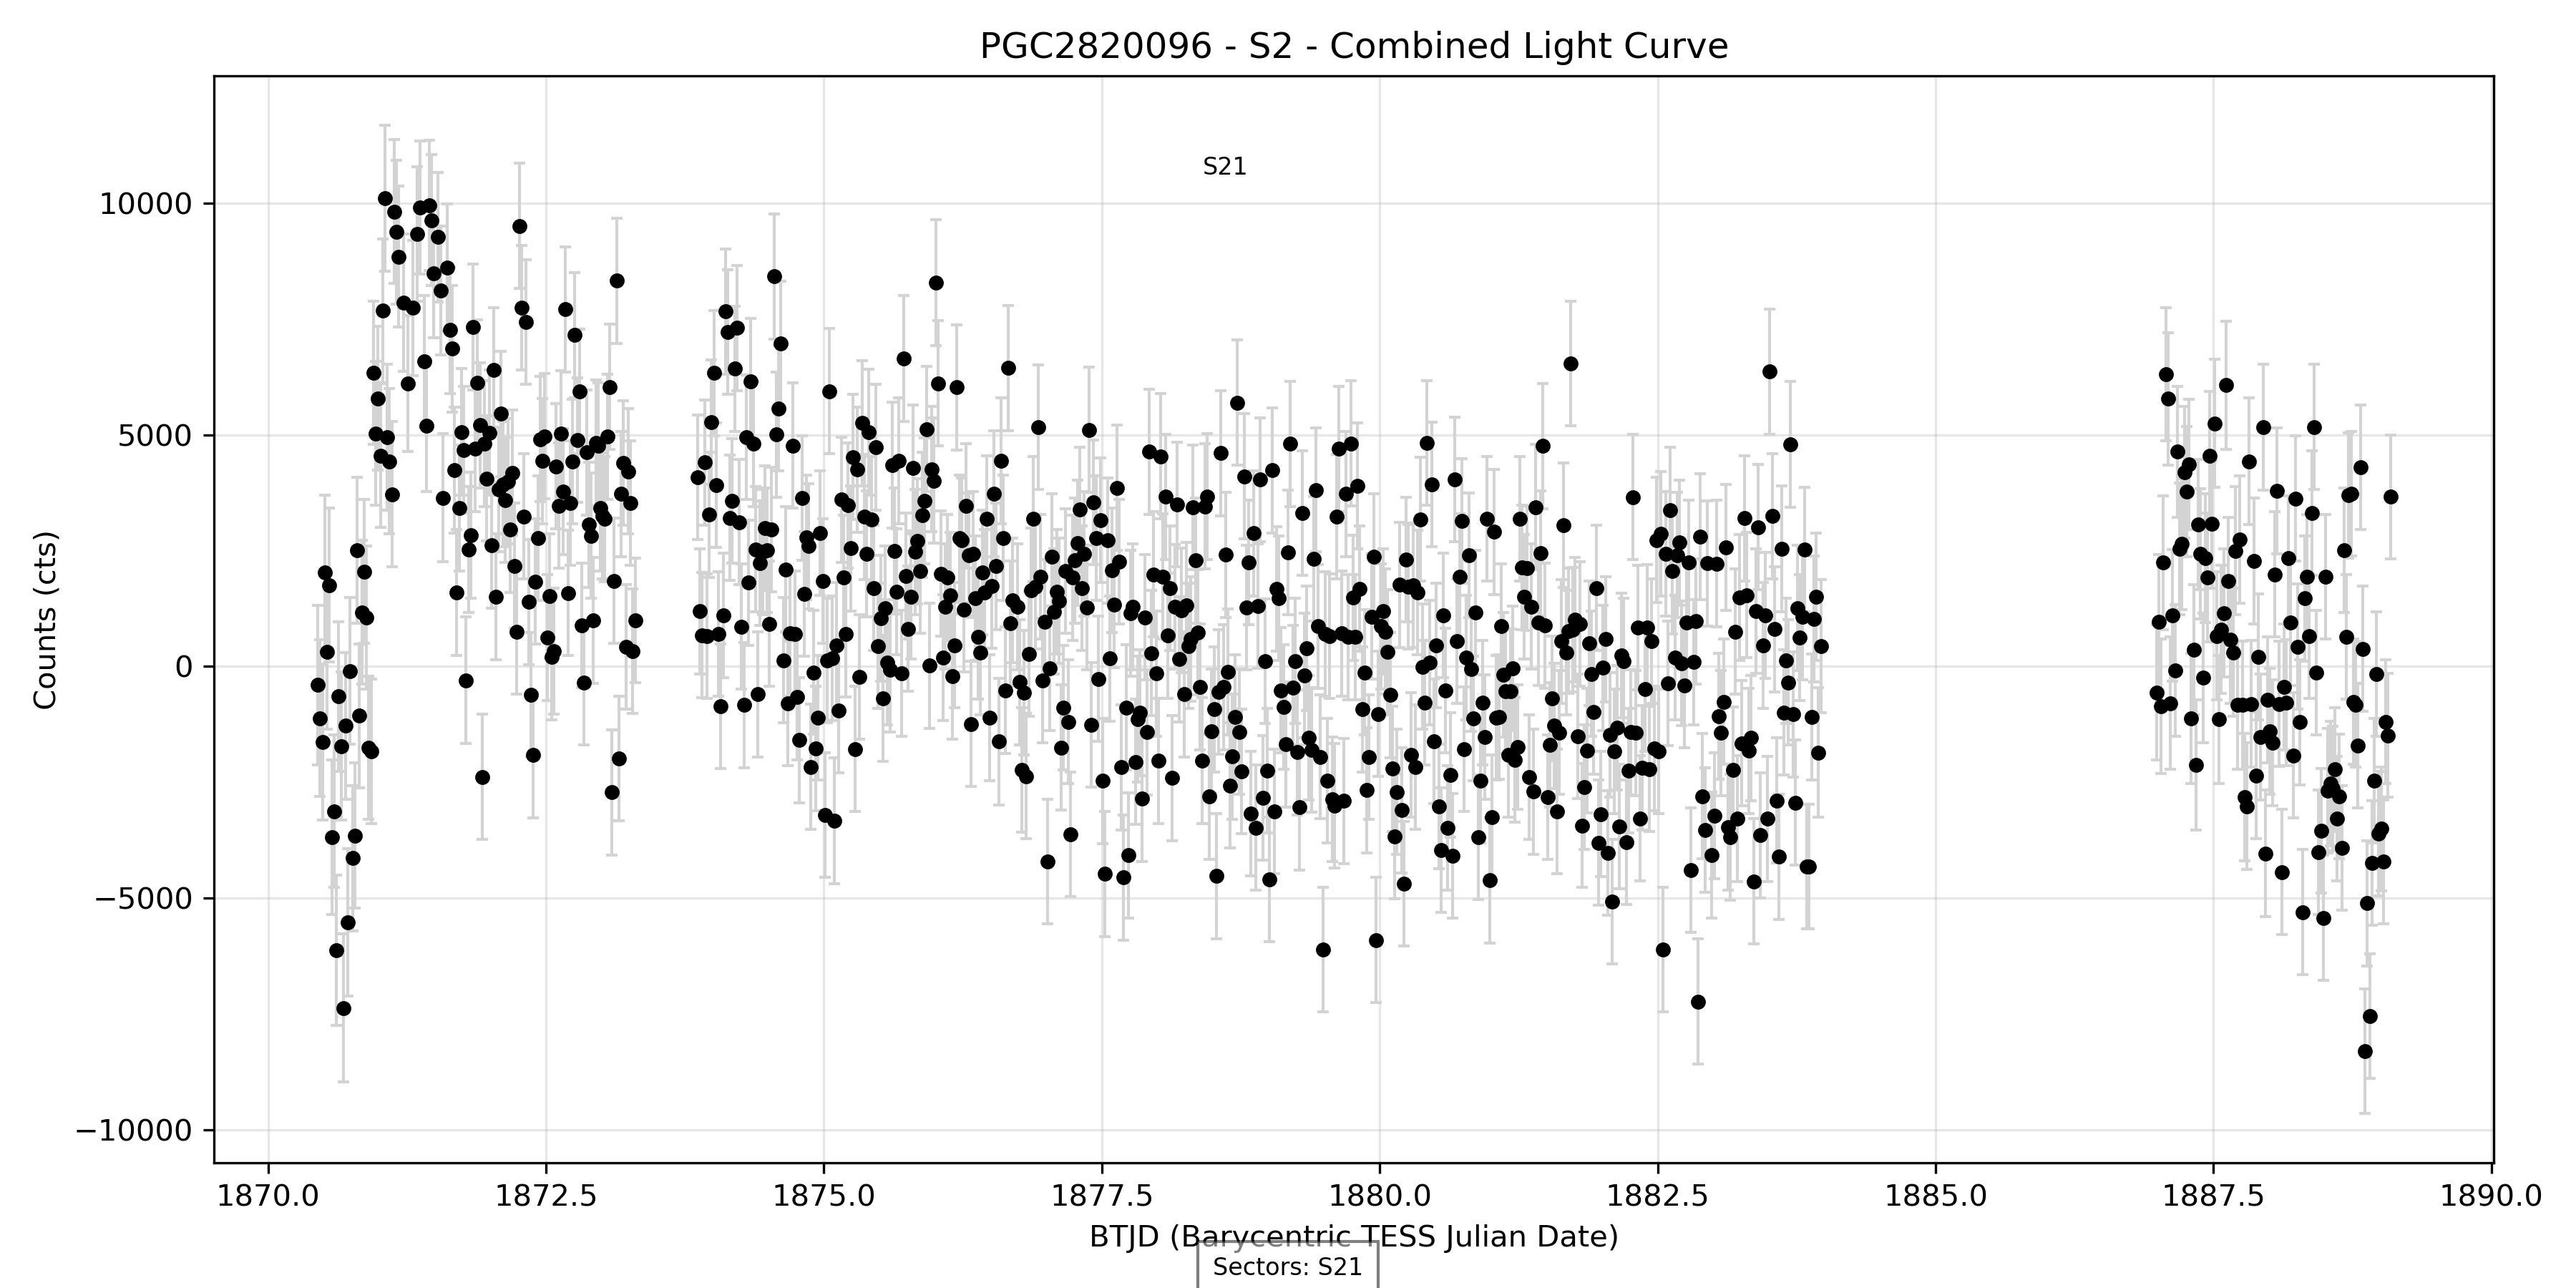 PGC2820096 - S2 - Combined Light Curve
S21
10000
5000
0
−5000
−10000
Counts (cts)
1870.0 1872.5 1875.0 1877.5 1880.0 1882.5 1885.0 1887.5 1890.0
BTJD (Barycentric TESS Julian Date)
Sectors: S21